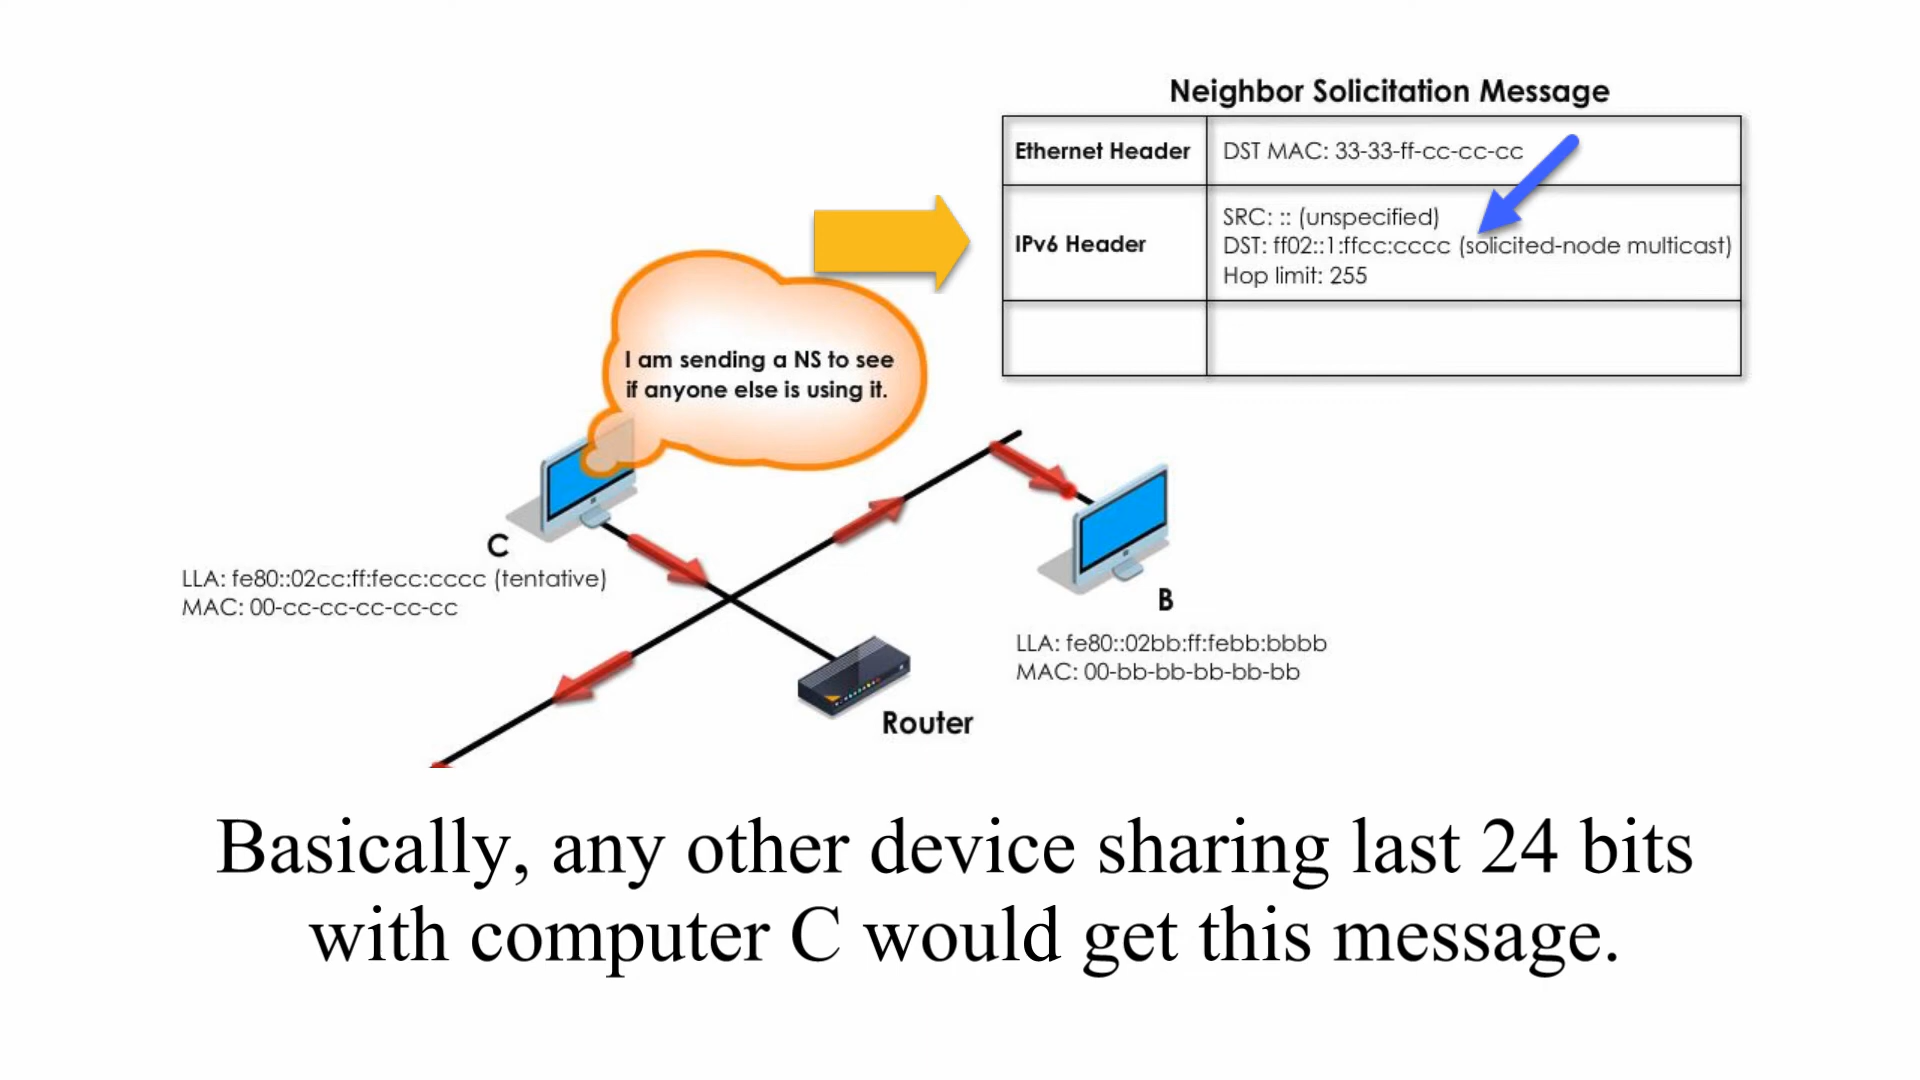 Neighbor Solicitation Message
Ethernet Header
DST MAC: 33-33-ff-cc-cc-cc
IPv6 Header
SRC: :: (unspecified)
DST: ff02::1:ffcc:cccc (solicited-node multicast)
Hop limit: 255
I am sending a NS to see
if anyone else is using it.
C
LLA: fe80::02cc:ff:fecc:cccc (tentative)
MAC: 00-cc-cc-cc-cc-cc
B
LLA: fe80::02bb:ff:febb:bbbb
MAC: 00-bb-bb-bb-bb-bb
Router
Basically, any other device sharing last 24 bits
with computer C would get this message.